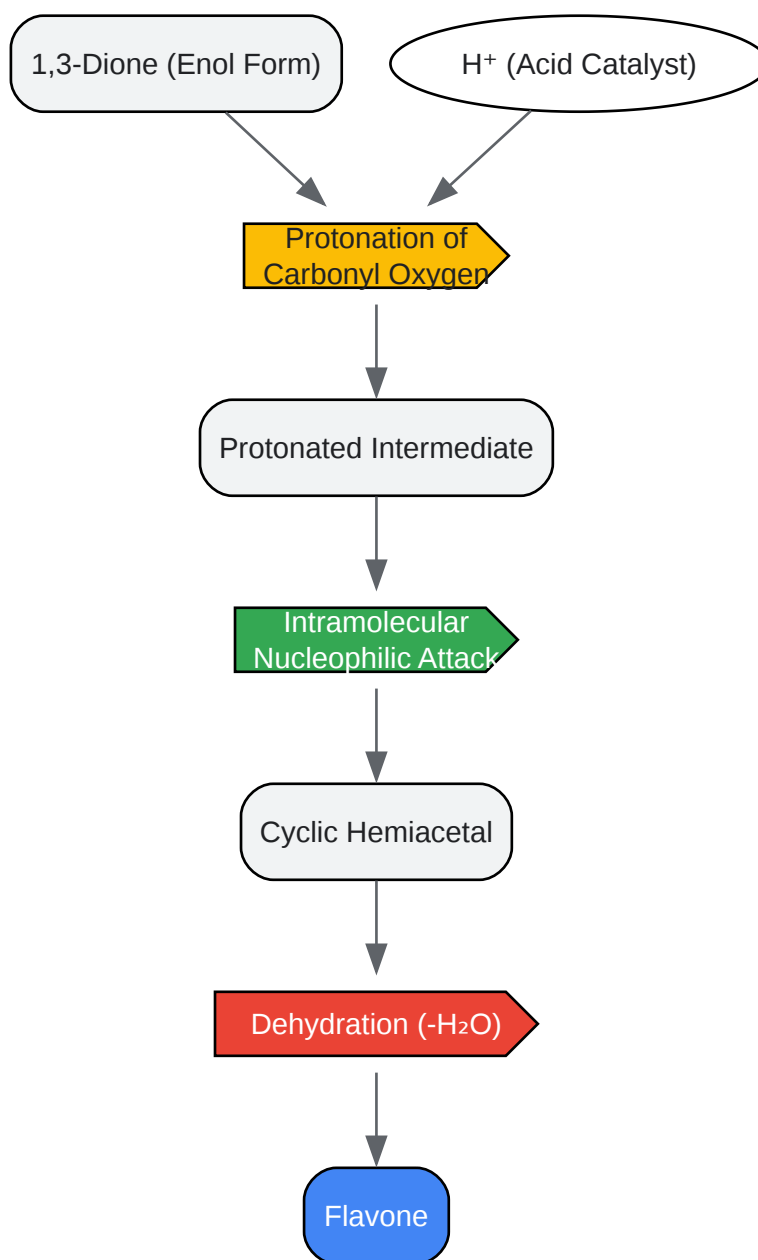 1,3-Dione (Enol Form)
H⁺ (Acid Catalyst)
Protonation of
Carbonyl Oxygen
Protonated Intermediate
Intramolecular
Nucleophilic Attack
Cyclic Hemiacetal
Dehydration (-H₂O)
Flavone